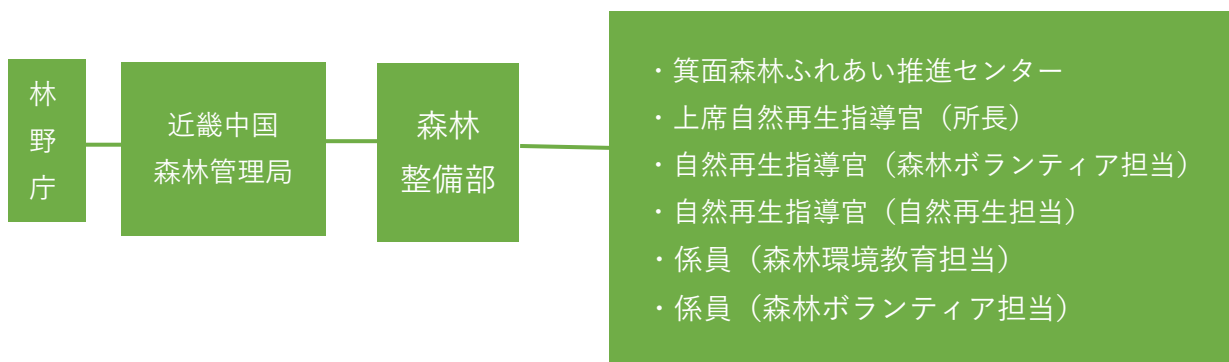 林
野
庁
近畿中国
森林管理局
森林
整備部
・箕面森林ふれあい推進センター
・上席自然再生指導官（所長）
・自然再生指導官（森林ボランティア担当）
・自然再生指導官（自然再生担当）
・係員（森林環境教育担当）
・係員（森林ボランティア担当）